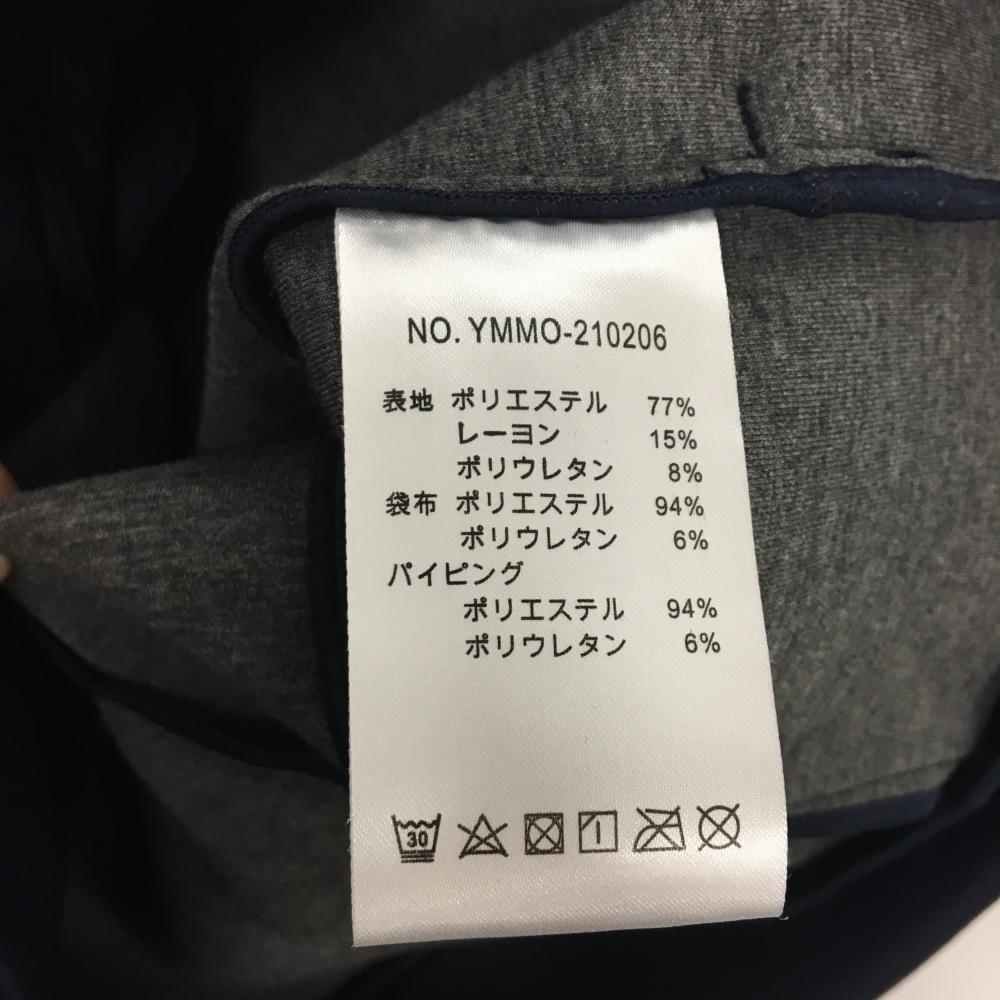 NO. YMMO-210206
表地 ポリエステル 77%
レーヨン 15%
ポリウレタン 8%
袋布 ポリエステル 94%
ポリウレタン 6%
パイピング
ポリエステル 94%
ポリウレタン 6%
30